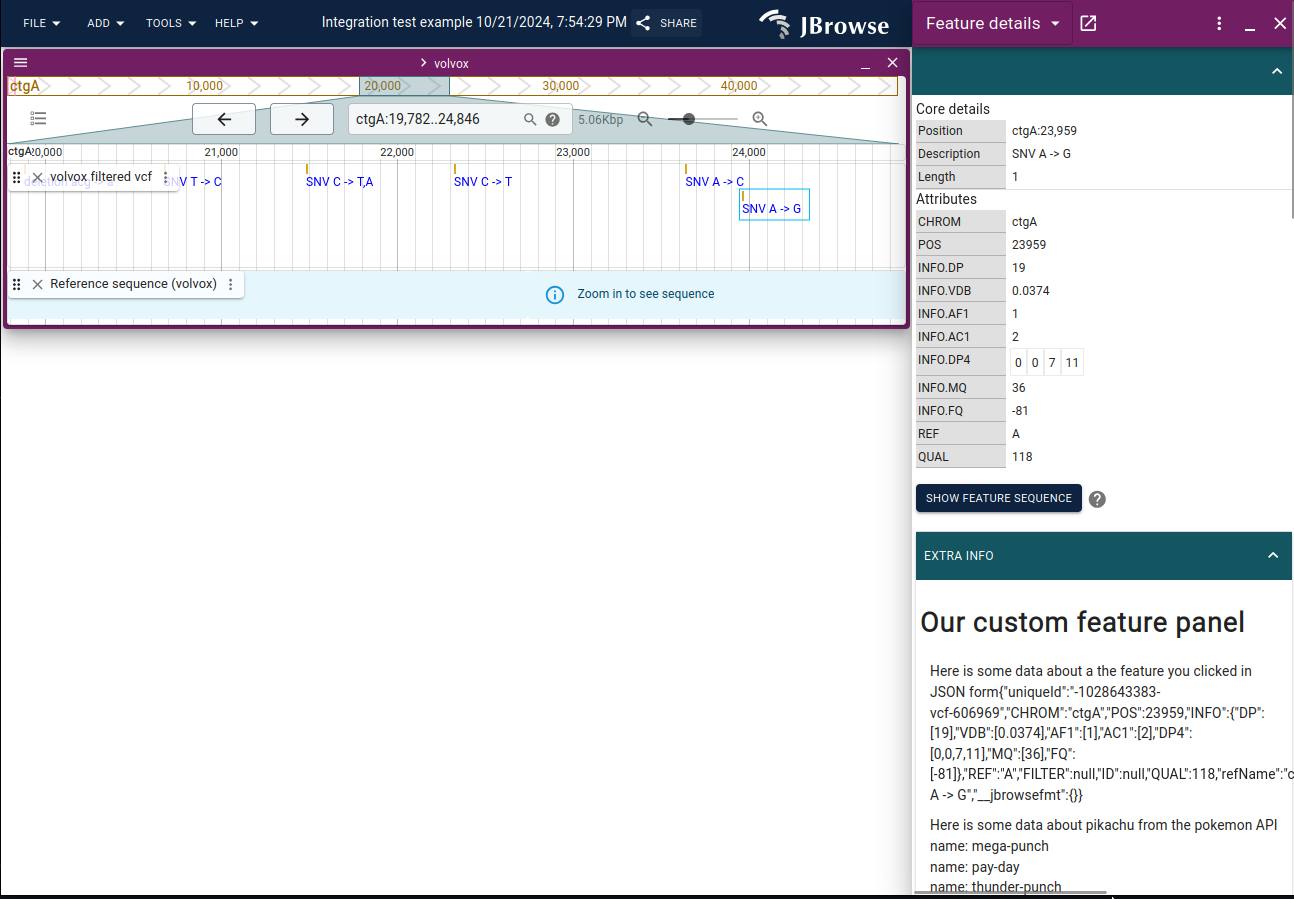 FILE ADD TOOLS HELP Integration test example 10/21/2024, 7:54:29 PM SHARE JBrowse
volvox
ctgA 10,000 20,000 30,000 40,000
ctgA:19,782..24,846 5.06Kbp
ctgA 20,000 21,000 22,000 23,000 24,000
volvox filtered vcf
SNV T -> C SNV C -> T,A SNV C -> T SNV A -> C
SNV A -> G
Reference sequence (volvox)
Zoom in to see sequence
Feature details
Core details
Position ctgA:23,959
Description SNV A -> G
Length 1
Attributes
CHROM ctgA
POS 23959
INFO.DP 19
INFO.VDB 0.0374
INFO.AF1 1
INFO.AC1 2
INFO.DP4 0 0 7 11
INFO.MQ 36
INFO.FQ -81
REF A
QUAL 118
SHOW FEATURE SEQUENCE
EXTRA INFO
Our custom feature panel
Here is some data about a the feature you clicked in
JSON form{"uniqueId":"-1028643383-
vcf-606969","CHROM":"ctgA","POS":23959,"INFO":{"DP":
[19],"VDB":[0.0374],"AF1":[1],"AC1":[2],"DP4":
[0,0,7,11],"MQ":[36],"FQ":
[-81]},"REF":"A","FILTER":null,"ID":null,"QUAL":118,"refName":"c
A -> G","__jbrowsefmt":{}}
Here is some data about pikachu from the pokemon API
name: mega-punch
name: pay-day
name: thunder-punch